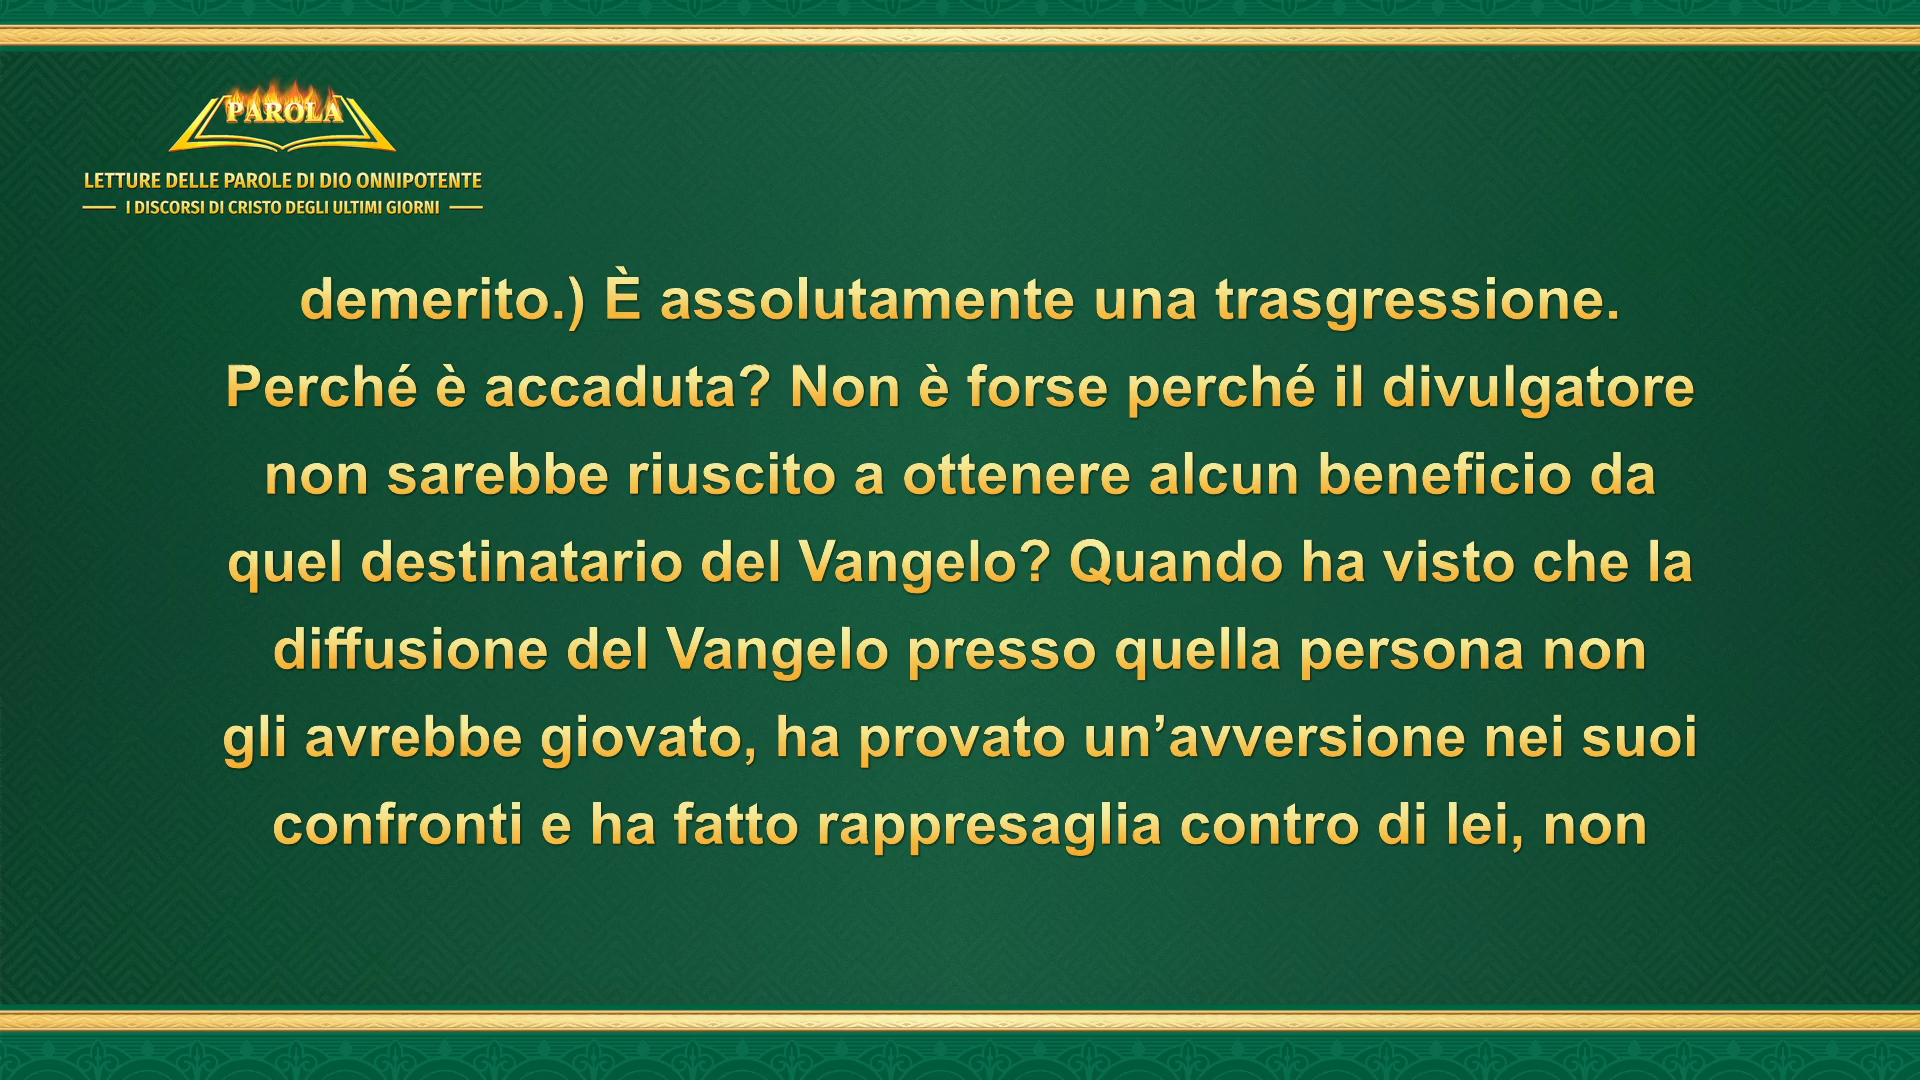 PAROLA
LETTURE DELLE PAROLE DI DIO ONNIPOTENTE
I DISCORSI DI CRISTO DEGLI ULTIMI GIORNI
demerito.) È assolutamente una trasgressione.
Perché è accaduta? Non è forse perché il divulgatore
non sarebbe riuscito a ottenere alcun beneficio da
quel destinatario del Vangelo? Quando ha visto che la
diffusione del Vangelo presso quella persona non
gli avrebbe giovato, ha provato un’avversione nei suoi
confronti e ha fatto rappresaglia contro di lei, non